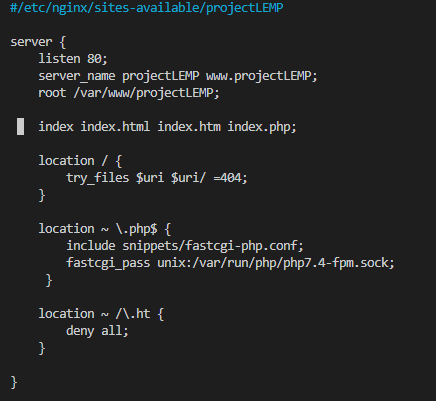 #/etc/nginx/sites-available/projectLEMP
server {
listen 80;
server_name projectLEMP www.projectLEMP;
root /var/www/projectLEMP;
index index.html index.htm index.php;
location / {
try_files $uri $uri/ =404;
}
location ~ \.php$ {
include snippets/fastcgi-php.conf;
fastcgi_pass unix:/var/run/php/php7.4-fpm.sock;
}
location ~ /\.ht {
deny all;
}
}